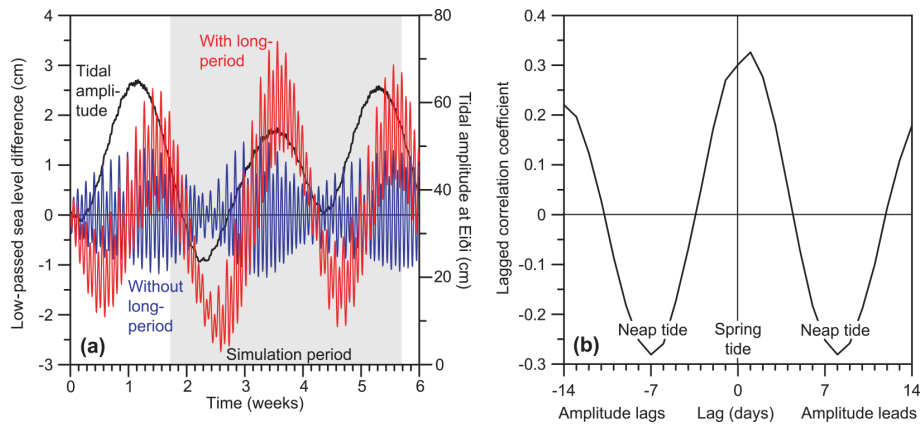 4
3
2
1
0
-1
-2
-3
Low-passed sea level difference (cm)
Tidal
ampli-
tude
With long-
period
Without
long-
period
(a)
Simulation period
0
1
2
3
4
5
6
Time (weeks)
80
60
40
20
0
Tidal amplitude at Eiði (cm)
0.4
0.3
0.2
0.1
0
-0.1
-0.2
-0.3
Lagged correlation coefficient
Neap tide
Spring
tide
Neap tide
(b)
-14
-7
0
7
14
Amplitude lags
Lag (days)
Amplitude leads